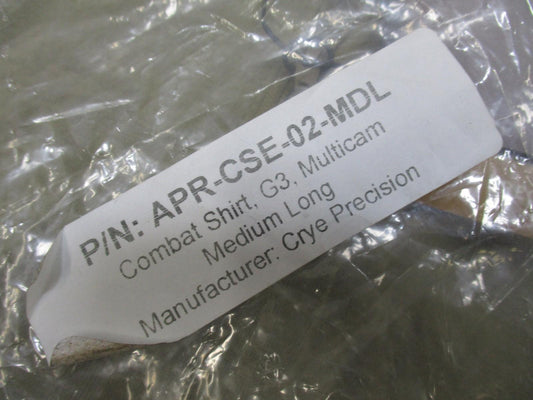 P/N: APR-CSE-02-MDL
Combat Shirt, G3, Multicam
Medium Long
Manufacturer: Crye Precision